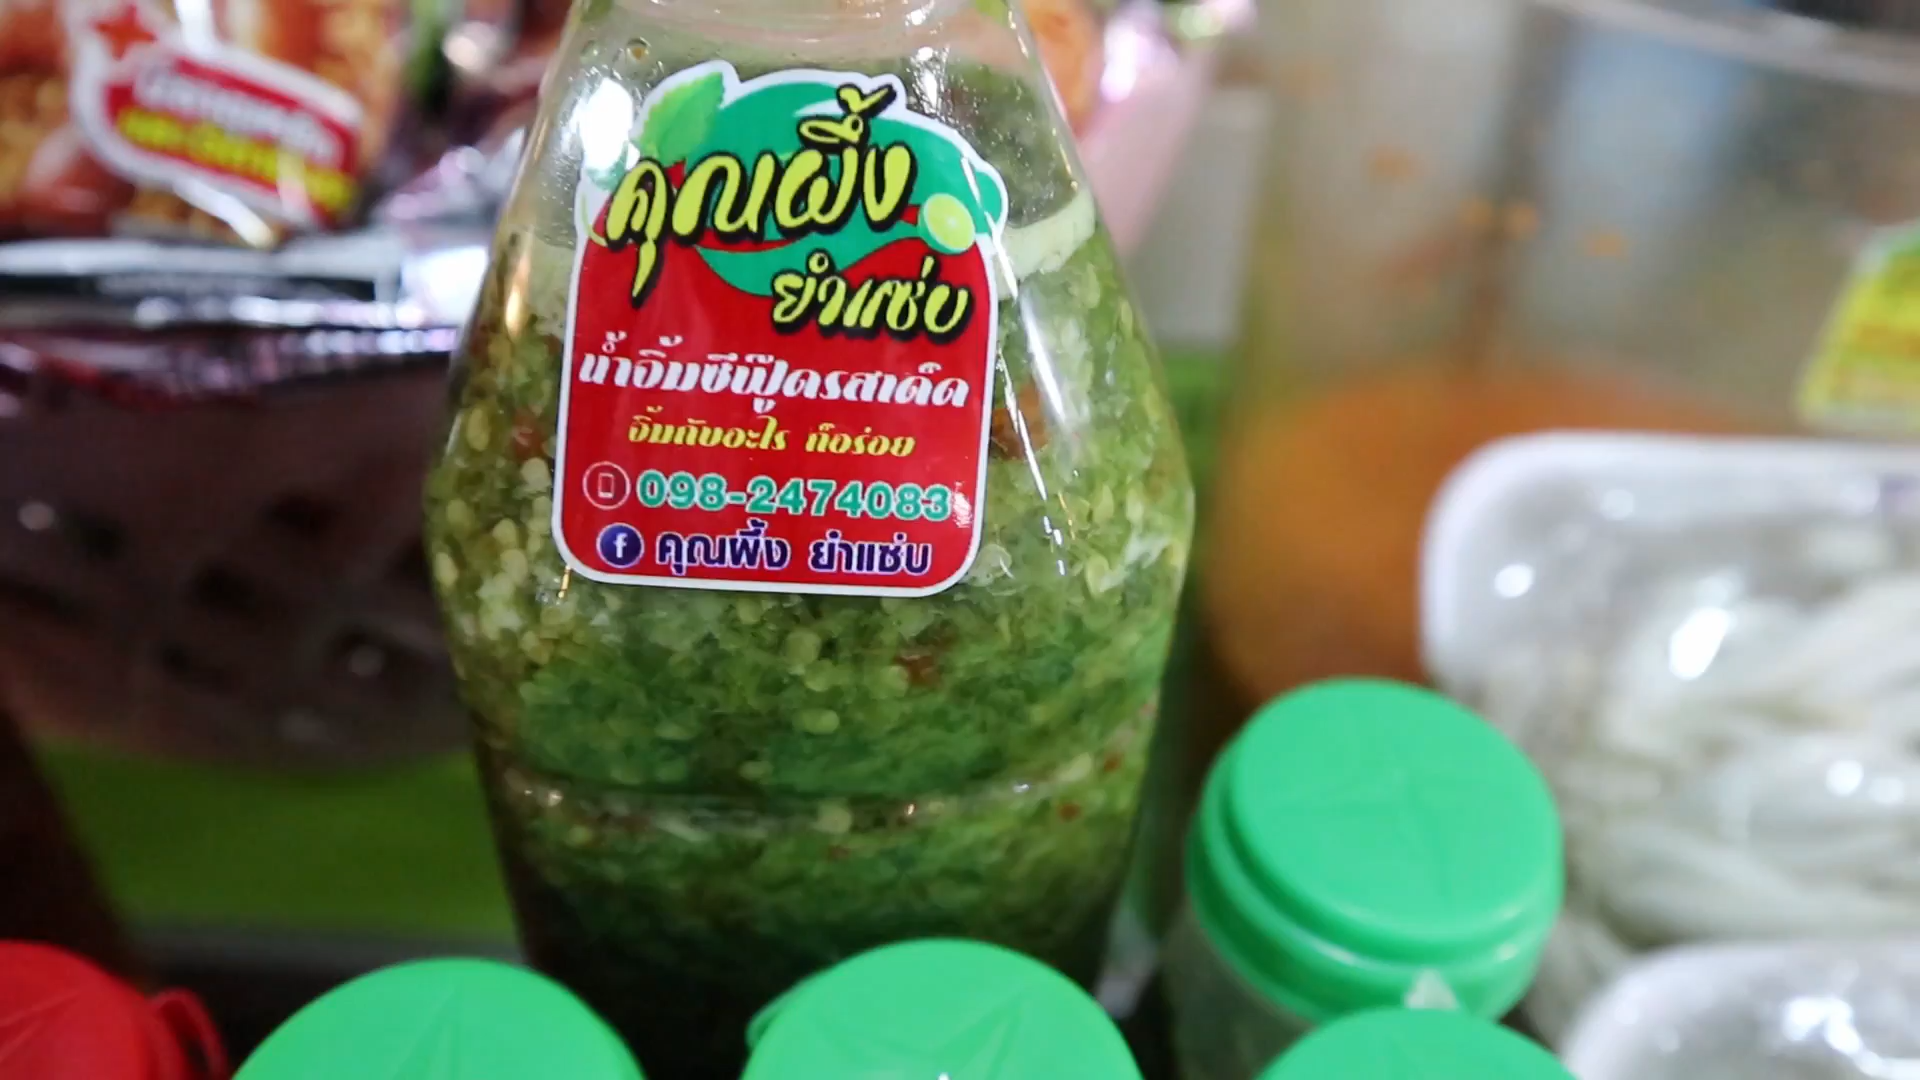 คุณผึ้ง
ยำแซ่บ
น้ำจิ้มซีฟู๊ดรสเด็ด
จิ้มกับอะไร ก็อร่อย
098-2474083
f คุณผึ้ง ยำแซ่บ